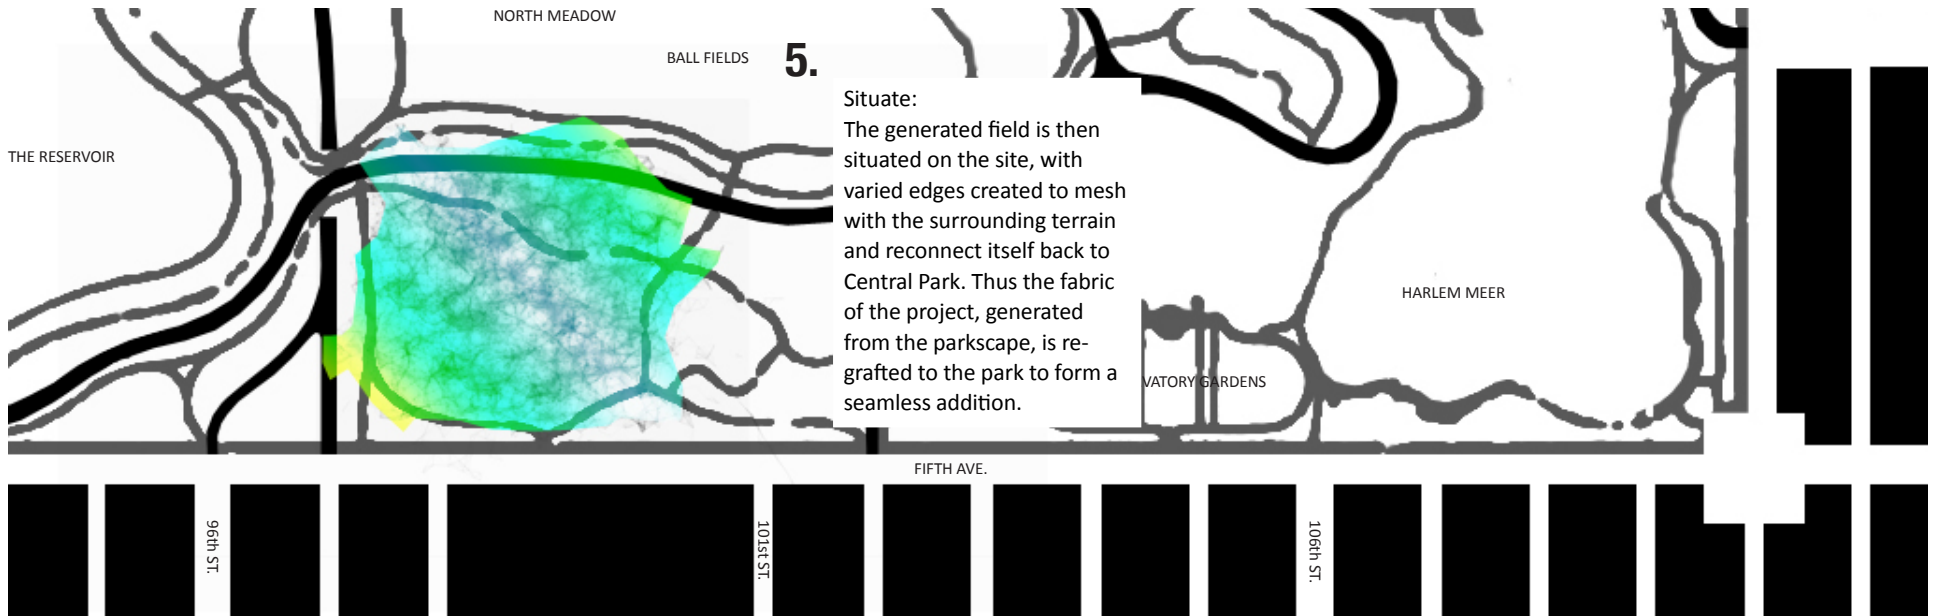 NORTH MEADOW
BALL FIELDS
5.
Situate:
The generated field is then
situated on the site, with
varied edges created to mesh
with the surrounding terrain
and reconnect itself back to
Central Park. Thus the fabric
of the project, generated
from the parkscape, is re-
grafted to the park to form a
seamless addition.
THE RESERVOIR
HARLEM MEER
VATORY GARDENS
FIFTH AVE.
96th ST.
101st ST.
106th ST.